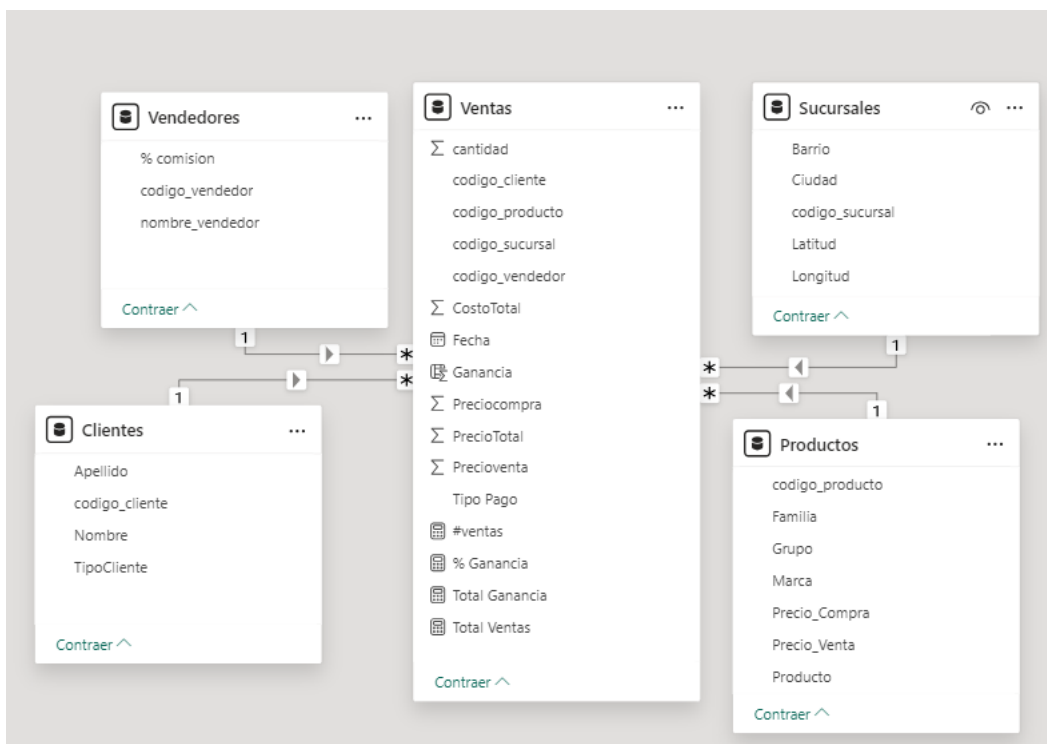 Vendedores
% comision
codigo_vendedor
nombre_vendedor
Contraer
Clientes
Apellido
codigo_cliente
Nombre
TipoCliente
Contraer
Ventas
cantidad
codigo_cliente
codigo_producto
codigo_sucursal
codigo_vendedor
CostoTotal
Fecha
Ganancia
Preciocompra
PrecioTotal
Precioventa
Tipo Pago
#ventas
% Ganancia
Total Ganancia
Total Ventas
Contraer
Sucursales
Barrio
Ciudad
codigo_sucursal
Latitud
Longitud
Contraer
Productos
codigo_producto
Familia
Grupo
Marca
Precio_Compra
Precio_Venta
Producto
Contraer
1
*
1
*
1
*
1
*